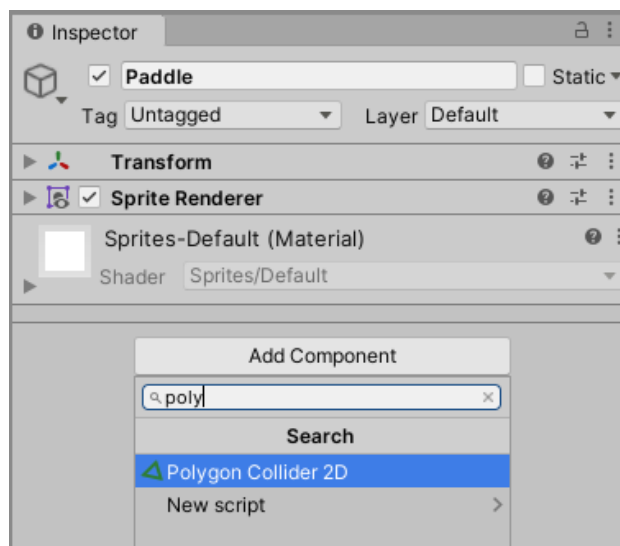 Inspector
Paddle Static
Tag Untagged Layer Default
Transform
Sprite Renderer
Sprites-Default (Material)
Shader Sprites/Default
Add Component
poly
Search
Polygon Collider 2D
New script